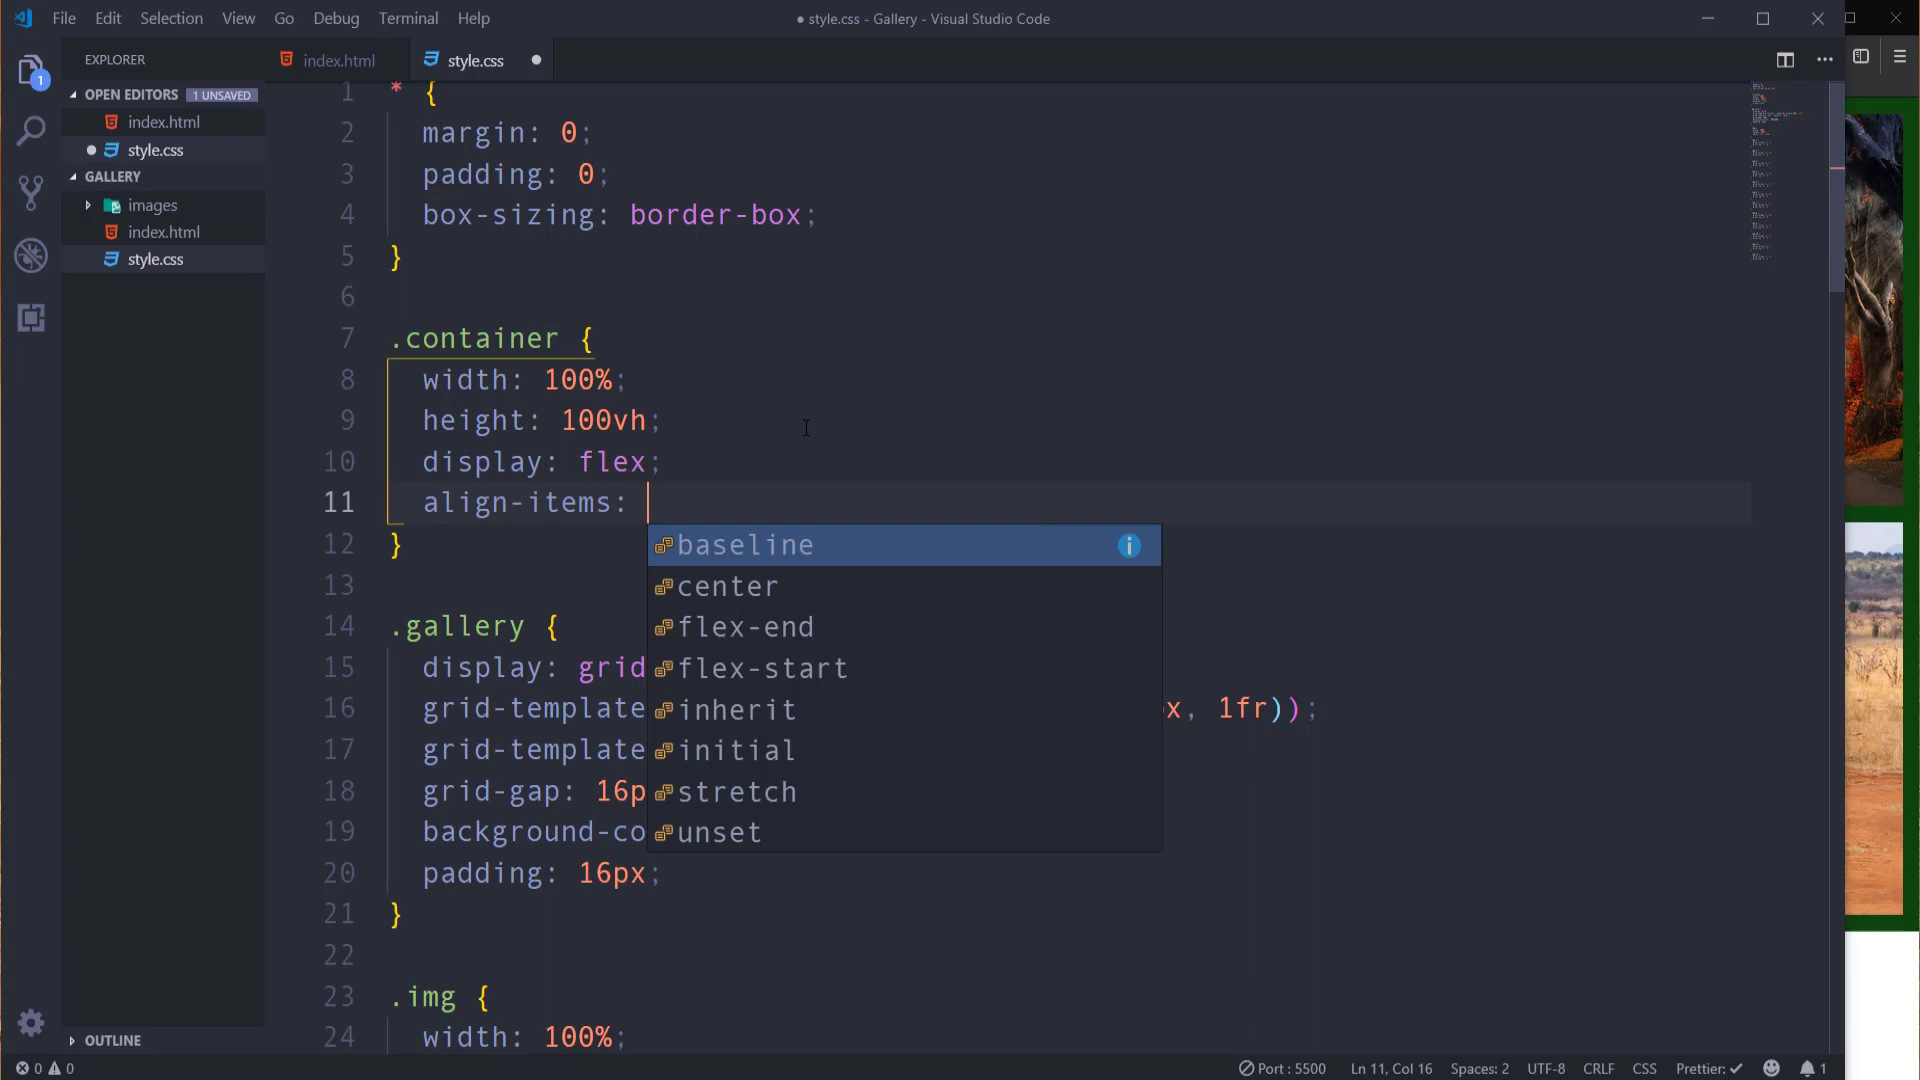 File Edit Selection View Go Debug Terminal Help
● style.css - Gallery - Visual Studio Code
EXPLORER
index.html
style.css
OPEN EDITORS 1 UNSAVED
index.html
style.css
GALLERY
images
index.html
style.css
OUTLINE
1
1 * {
2 margin: 0;
3 padding: 0;
4 box-sizing: border-box;
5 }
6
7 .container {
8 width: 100%;
9 height: 100vh;
10 display: flex;
11 align-items:
12 }
13
14 .gallery {
15 display: grid
16 grid-template x, 1fr));
17 grid-template
18 grid-gap: 16p
19 background-co
20 padding: 16px;
21 }
22
23 .img {
24 width: 100%;
baseline
center
flex-end
flex-start
inherit
initial
stretch
unset
0 0
Port : 5500 Ln 11, Col 16 Spaces: 2 UTF-8 CRLF CSS Prettier: ✓ 1